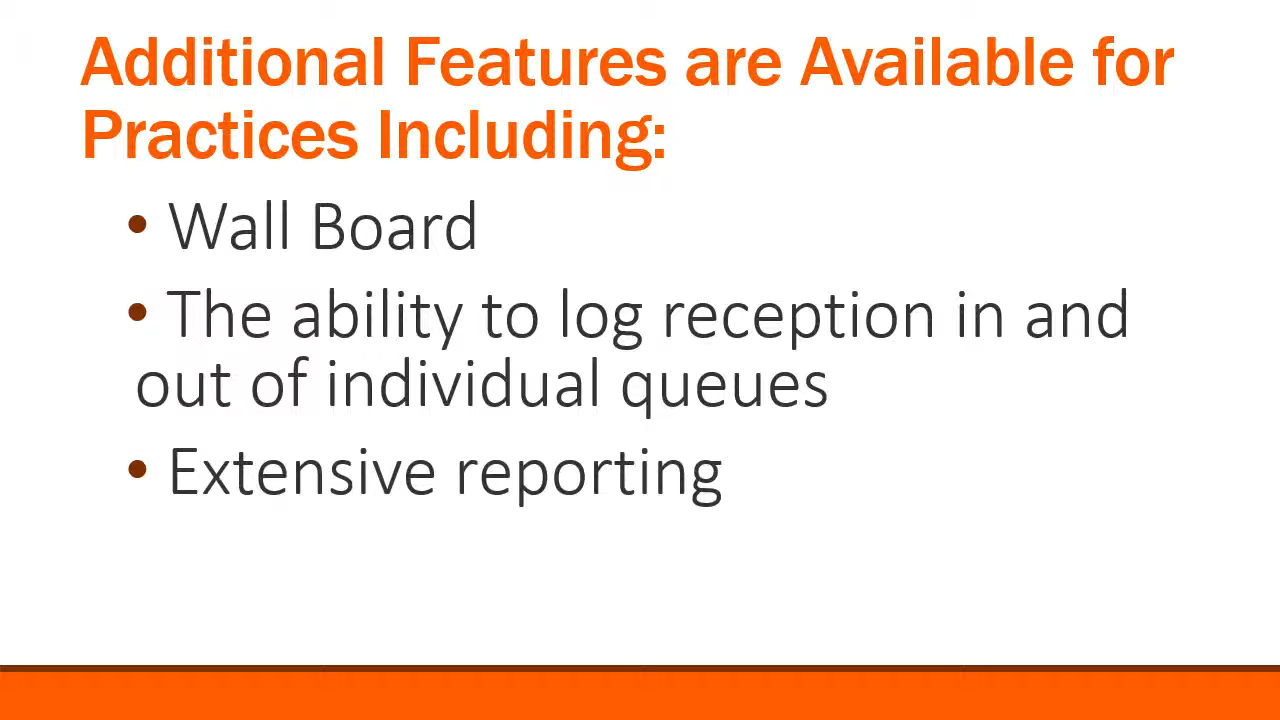 Additional Features are Available for
Practices Including:
• Wall Board
• The ability to log reception in and
out of individual queues
• Extensive reporting